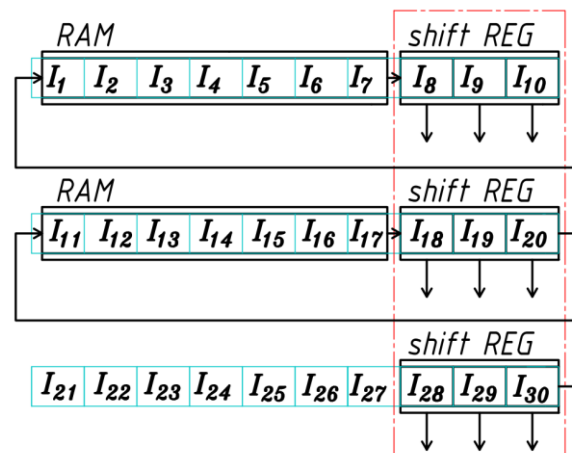 RAM shift REG
I₁ I₂ I₃ I₄ I₅ I₆ I₇ I₈ I₉ I₁₀
RAM shift REG
I₁₁ I₁₂ I₁₃ I₁₄ I₁₅ I₁₆ I₁₇ I₁₈ I₁₉ I₂₀
shift REG
I₂₁ I₂₂ I₂₃ I₂₄ I₂₅ I₂₆ I₂₇ I₂₈ I₂₉ I₃₀